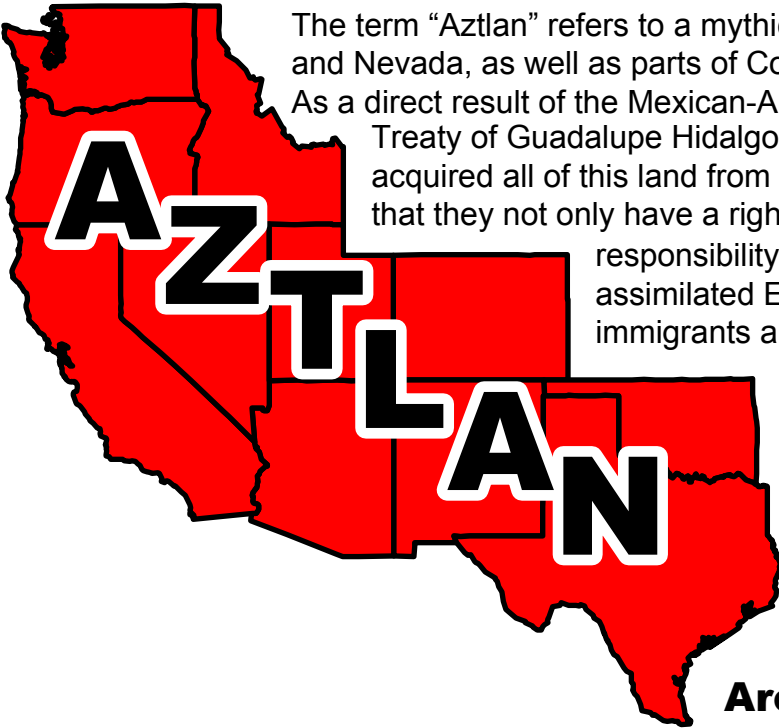 The term “Aztlan” refers to a mythic
and Nevada, as well as parts of Co
As a direct result of the Mexican-A
Treaty of Guadalupe Hidalgo
acquired all of this land from
that they not only have a righ
responsibility
assimilated E
immigrants a
AZTLAN
Are